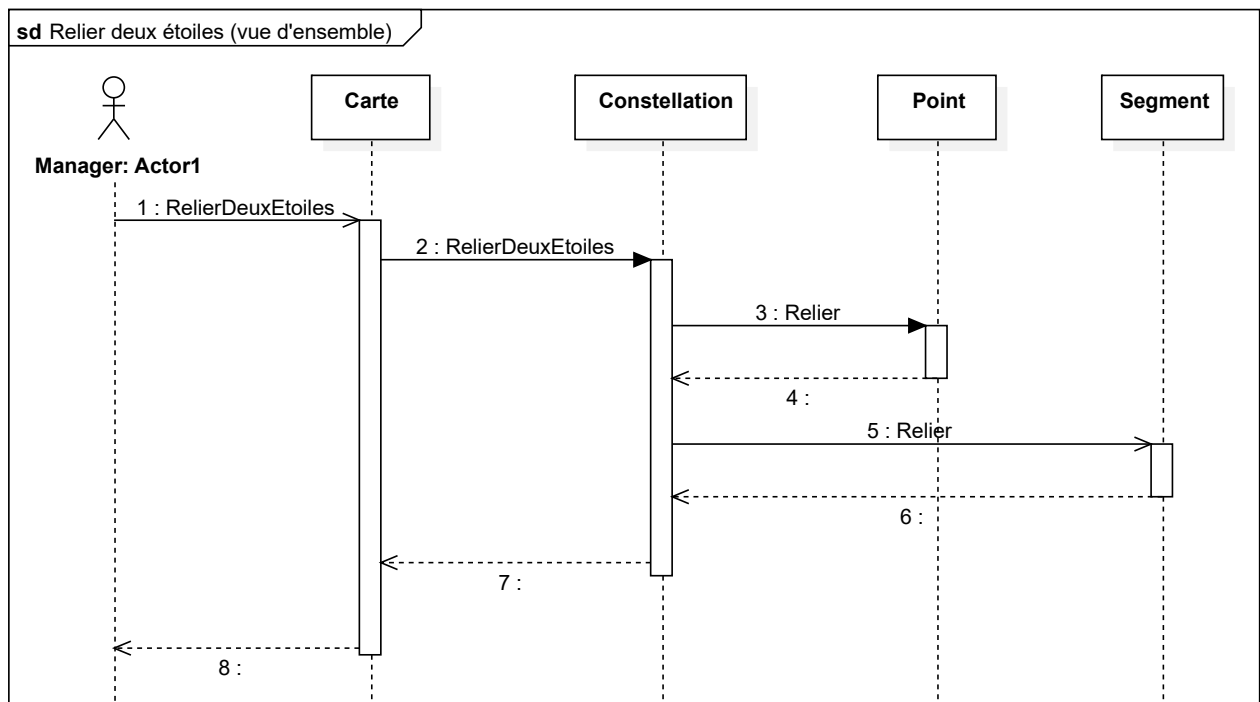 sd Relier deux étoiles (vue d'ensemble)
Carte
Constellation
Point
Segment
Manager: Actor1
1 : RelierDeuxEtoiles
2 : RelierDeuxEtoiles
3 : Relier
4 :
5 : Relier
6 :
7 :
8 :